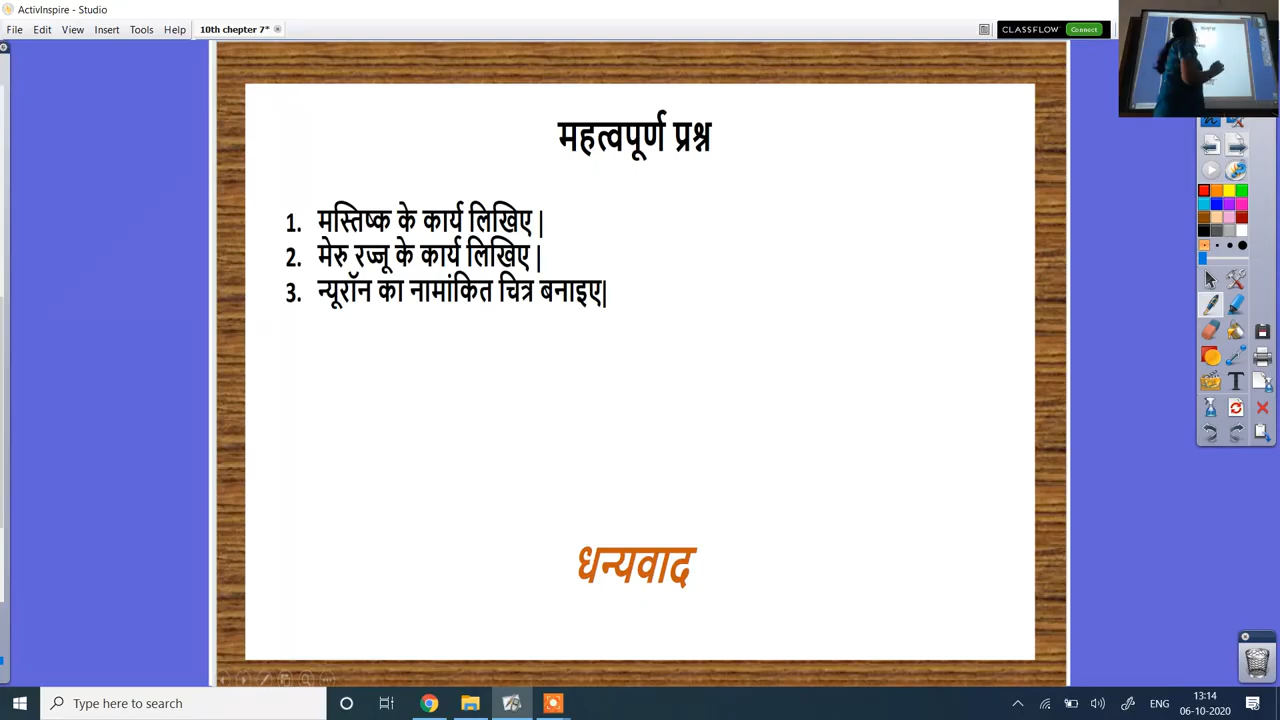 ActivInspire - Studio
File Edit View Insert Tools Help
10th chepter 7*
CLASSFLOW Connect
महत्वपूर्ण प्रश्न
1. मस्तिष्क के कार्य लिखिए |
2. मेरु रज्जू के कार्य लिखिए |
3. न्यूरॉन का नामांकित चित्र बनाइए|
धन्यवाद
Type here to search
ENG
13:14
06-10-2020